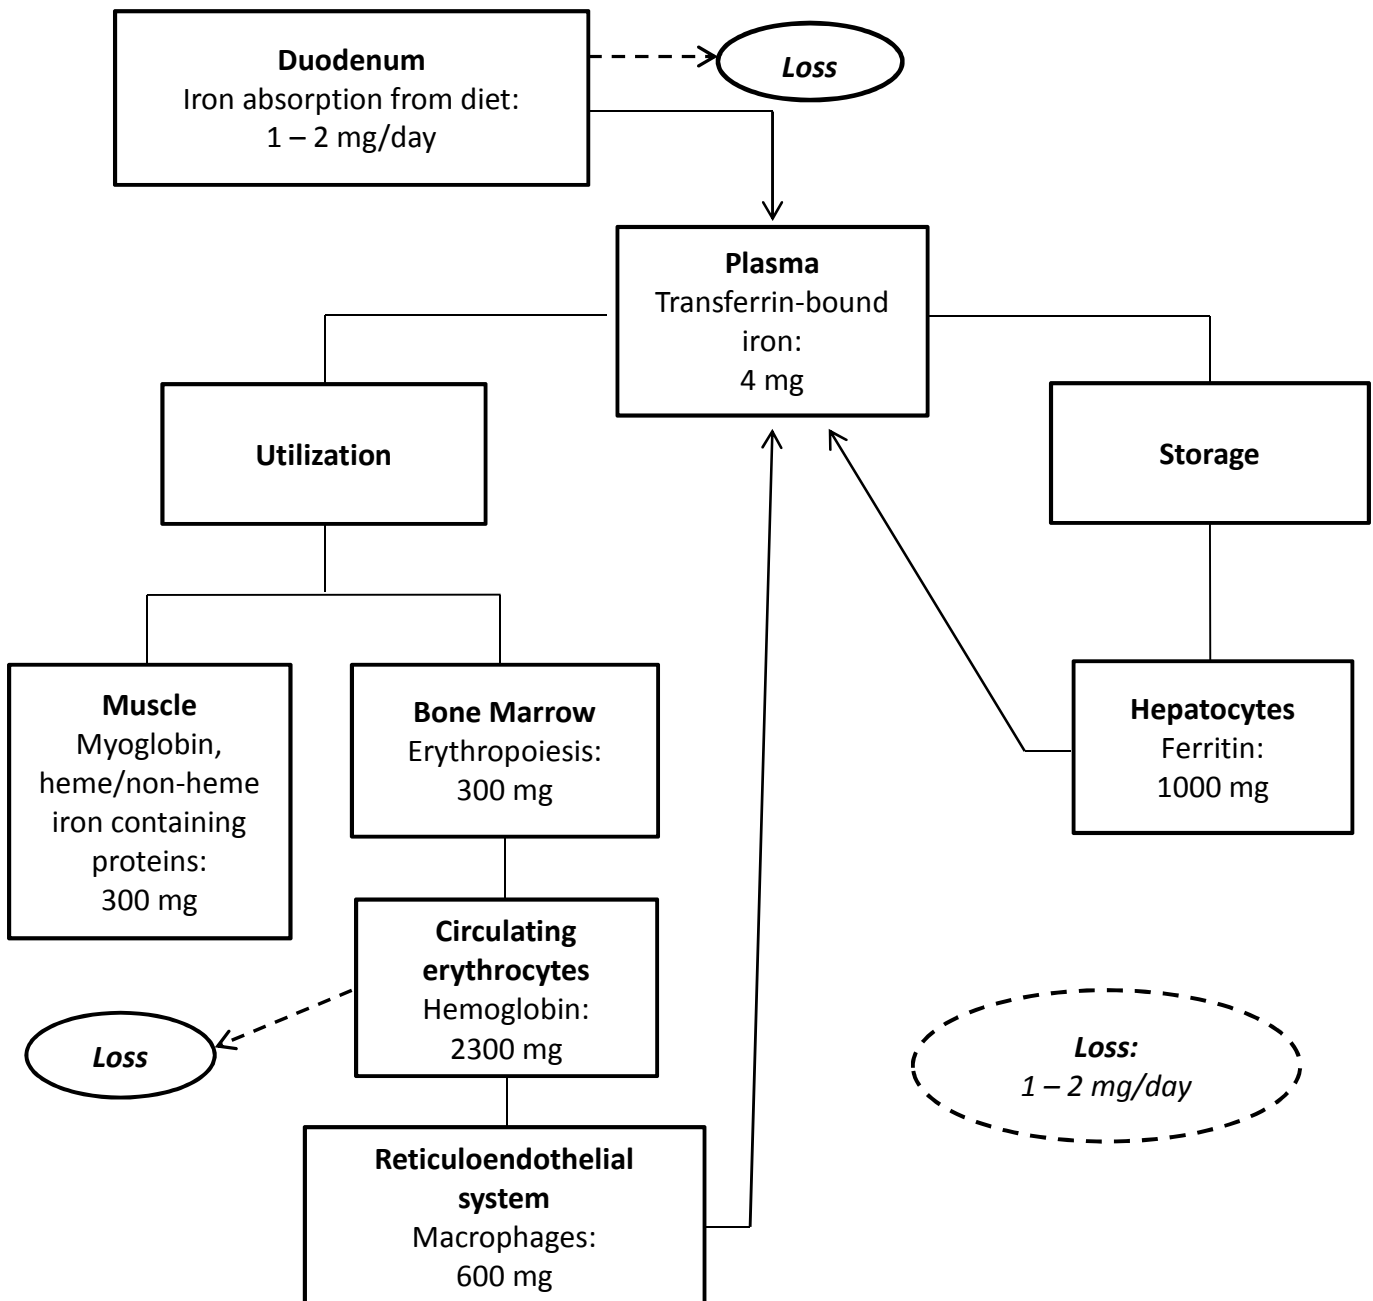 Duodenum
Iron absorption from diet:
1 – 2 mg/day
Loss
Plasma
Transferrin-bound
iron:
4 mg
Utilization
Storage
Muscle
Myoglobin,
heme/non-heme
iron containing
proteins:
300 mg
Bone Marrow
Erythropoiesis:
300 mg
Hepatocytes
Ferritin:
1000 mg
Circulating
erythrocytes
Hemoglobin:
2300 mg
Loss
Loss:
1 – 2 mg/day
Reticuloendothelial
system
Macrophages:
600 mg